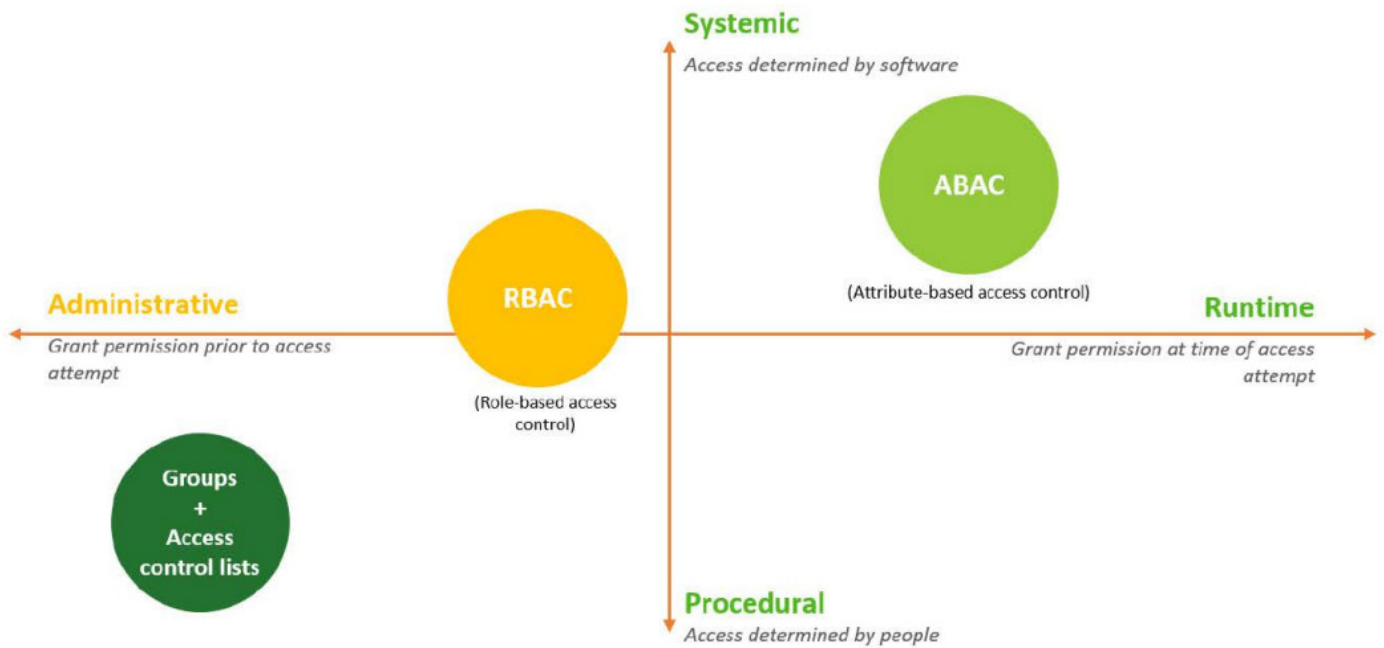 Systemic
Access determined by software
ABAC
(Attribute-based access control)
RBAC
(Role-based access
control)
Administrative
Grant permission prior to access
attempt
Runtime
Grant permission at time of access
attempt
Groups
+
Access
control lists
Procedural
Access determined by people